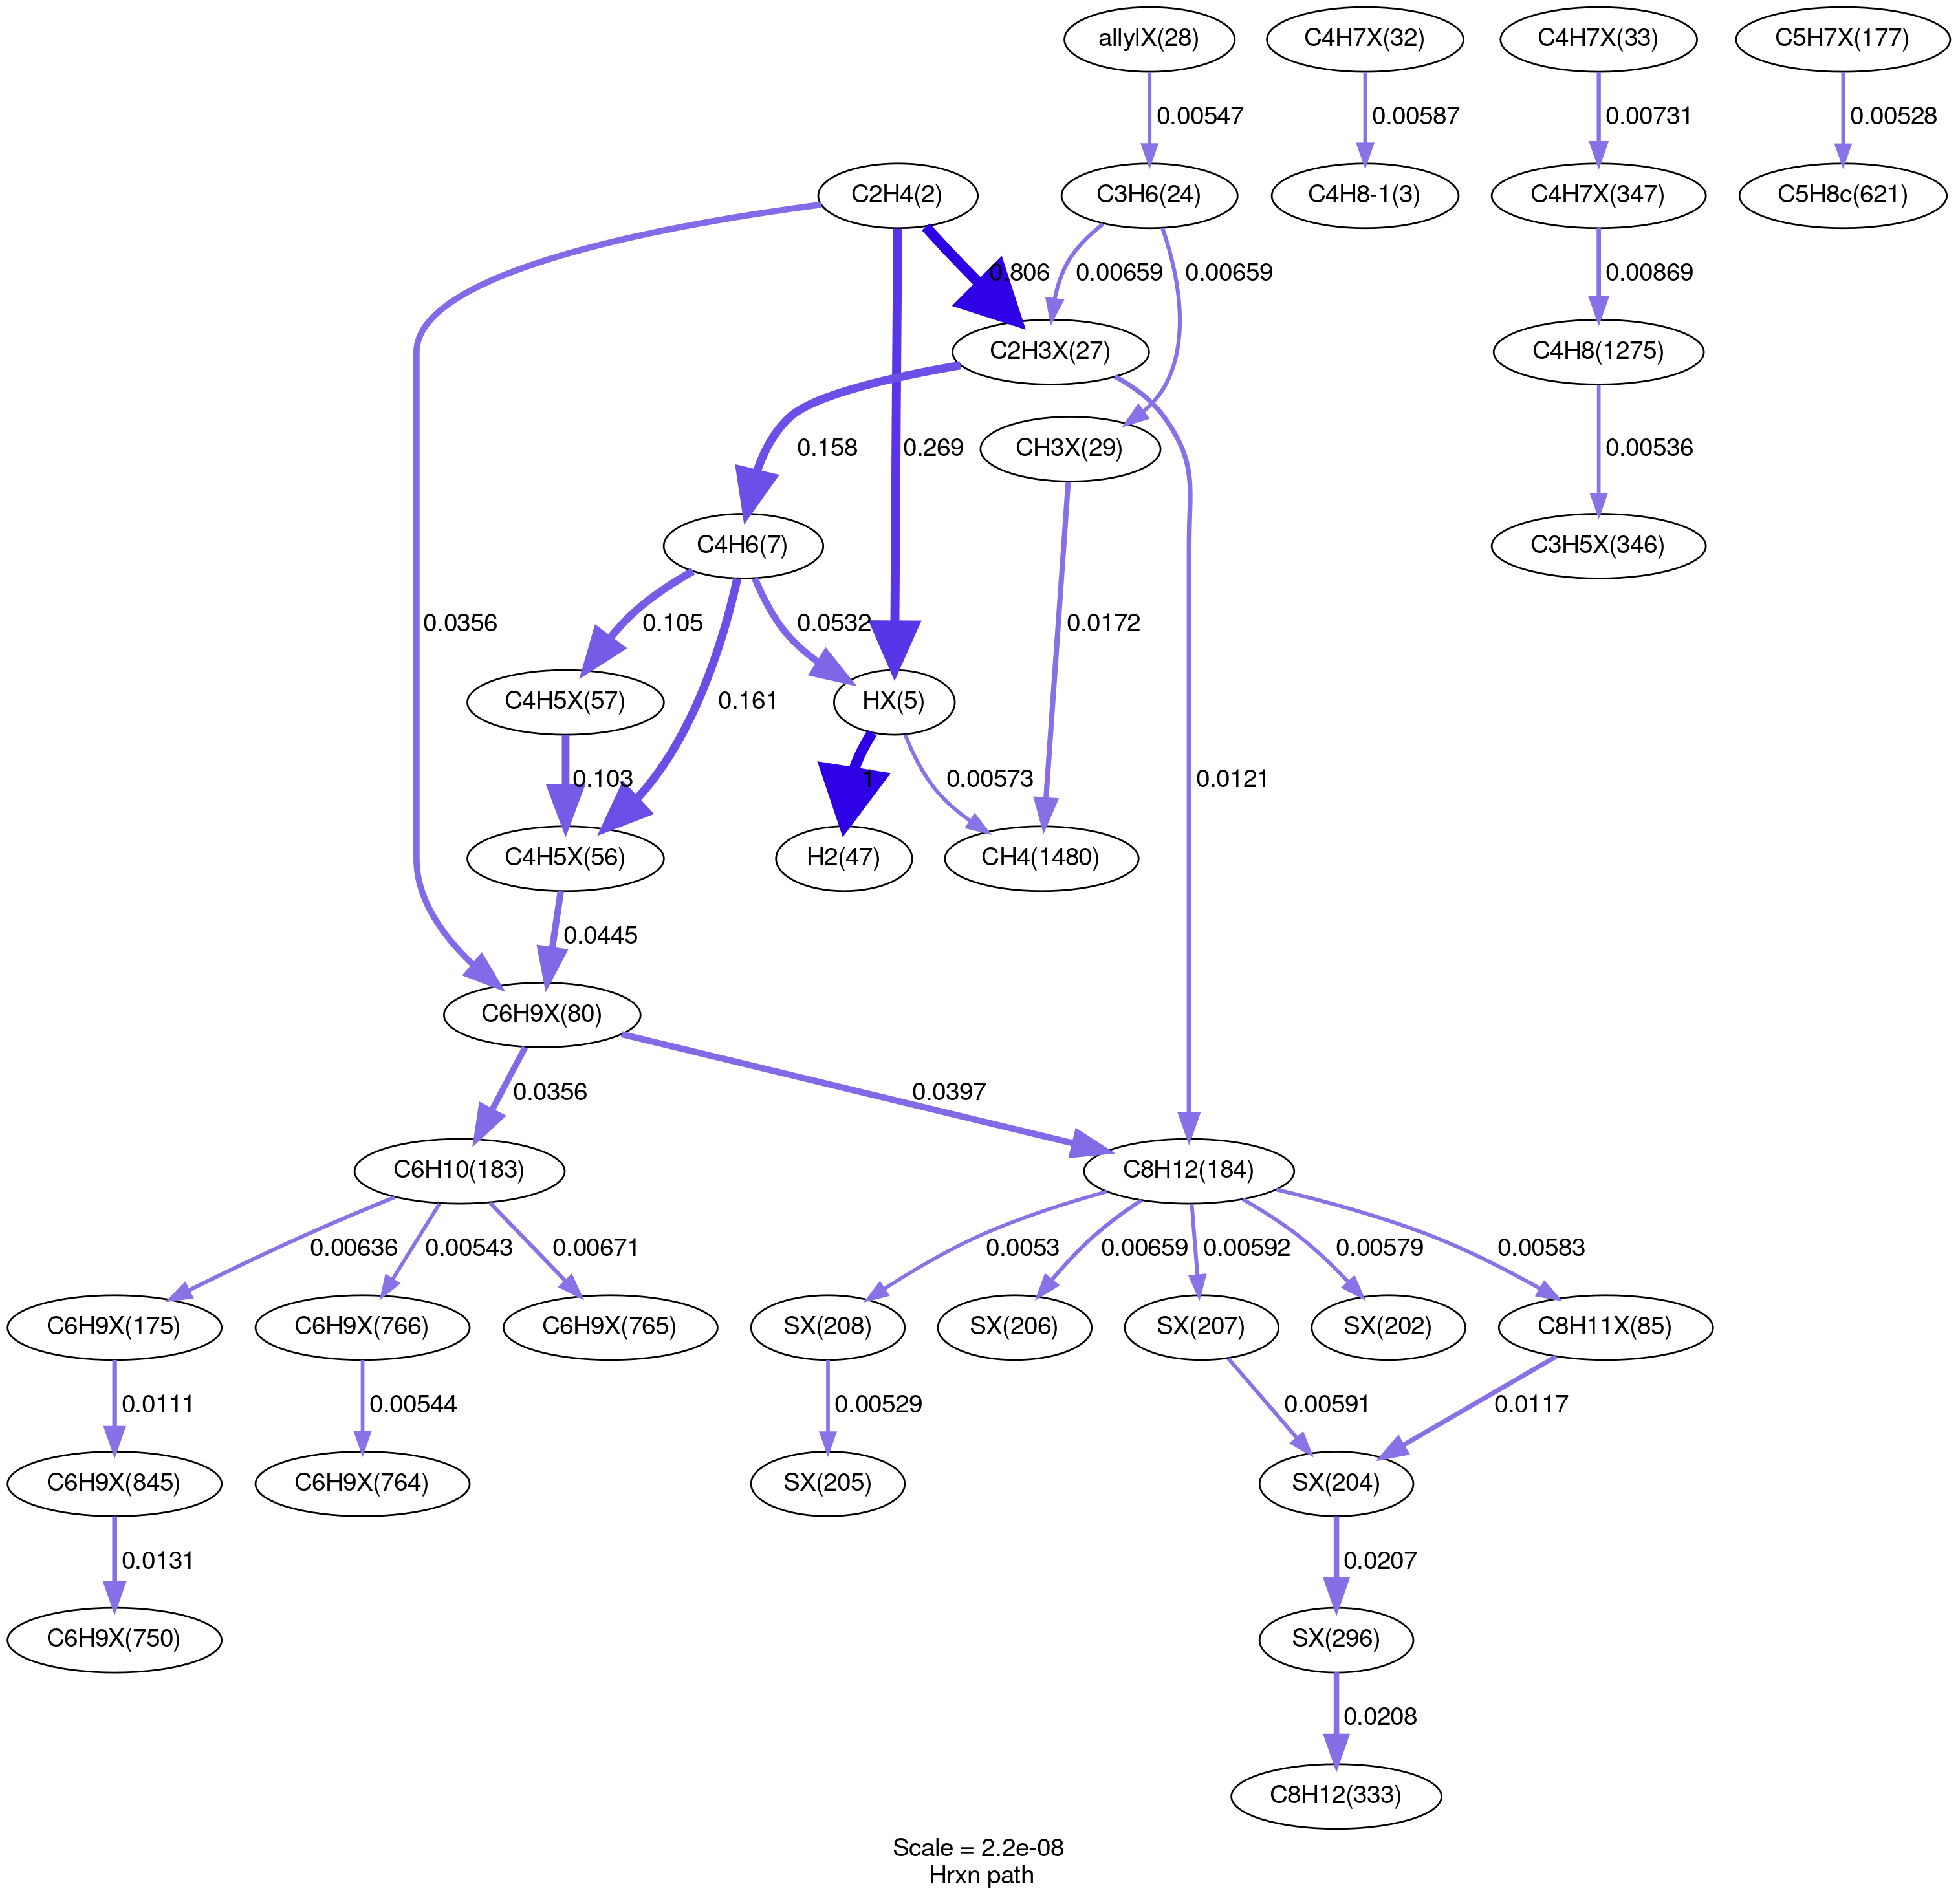 allylX(28)
C4H7X(32)
C4H7X(33)
C5H7X(177)
0.00547
0.00587
0.00731
0.00528
C2H4(2)
C3H6(24)
C4H8-1(3)
C4H7X(347)
C5H8c(621)
0.806
0.00659
0.00659
0.00869
C2H3X(27)
C4H8(1275)
0.158
0.269
CH3X(29)
0.00536
C4H6(7)
C3H5X(346)
0.0356
0.105
0.0532
0.0172
C4H5X(57)
0.161
HX(5)
0.103
1
0.00573
0.0121
C4H5X(56)
H2(47)
CH4(1480)
0.0445
C6H9X(80)
0.0356
0.0397
C6H10(183)
C8H12(184)
0.00636
0.00543
0.00671
0.0053
0.00659
0.00592
0.00579
0.00583
C6H9X(175)
C6H9X(766)
C6H9X(765)
SX(208)
SX(206)
SX(207)
SX(202)
C8H11X(85)
0.0111
0.00544
0.00529
0.00591
0.0117
C6H9X(845)
C6H9X(764)
SX(205)
SX(204)
0.0131
0.0207
C6H9X(750)
SX(296)
0.0208
C8H12(333)
Scale = 2.2e-08
Hrxn path